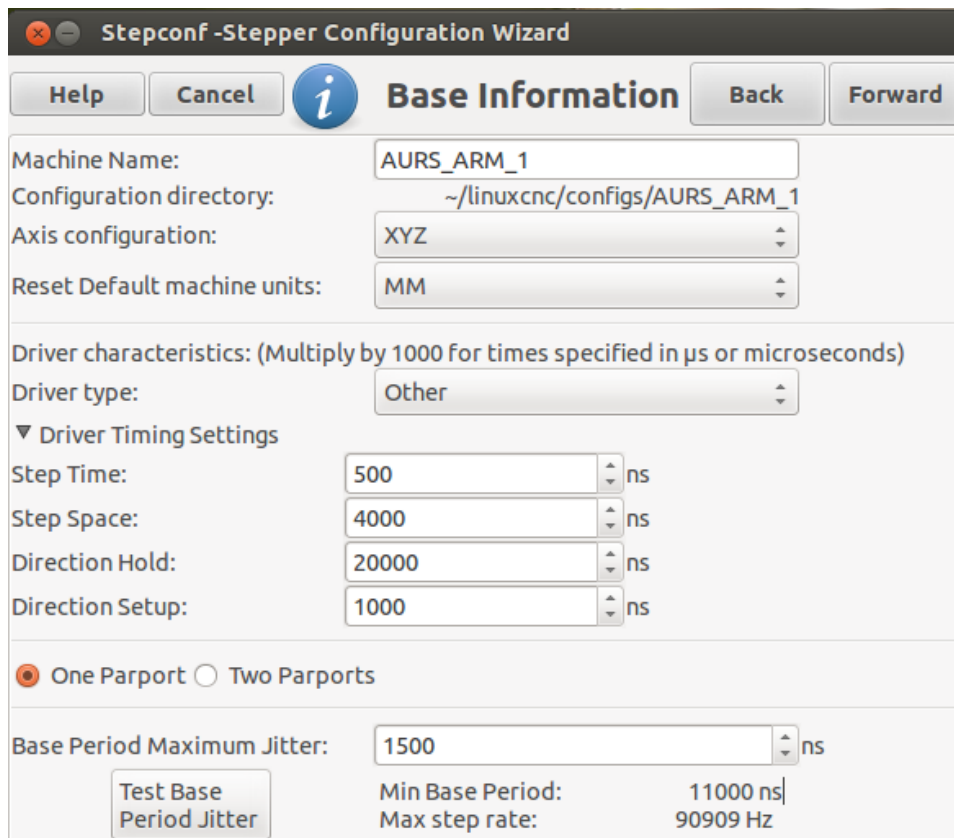 Stepconf -Stepper Configuration Wizard
Help Cancel i Base Information Back Forward
Machine Name: AURS_ARM_1
Configuration directory: ~/linuxcnc/configs/AURS_ARM_1
Axis configuration: XYZ
Reset Default machine units: MM
Driver characteristics: (Multiply by 1000 for times specified in µs or microseconds)
Driver type: Other
Driver Timing Settings
Step Time: 500 ns
Step Space: 4000 ns
Direction Hold: 20000 ns
Direction Setup: 1000 ns
One Parport Two Parports
Base Period Maximum Jitter: 1500 ns
Test Base Min Base Period: 11000 ns
Period Jitter Max step rate: 90909 Hz